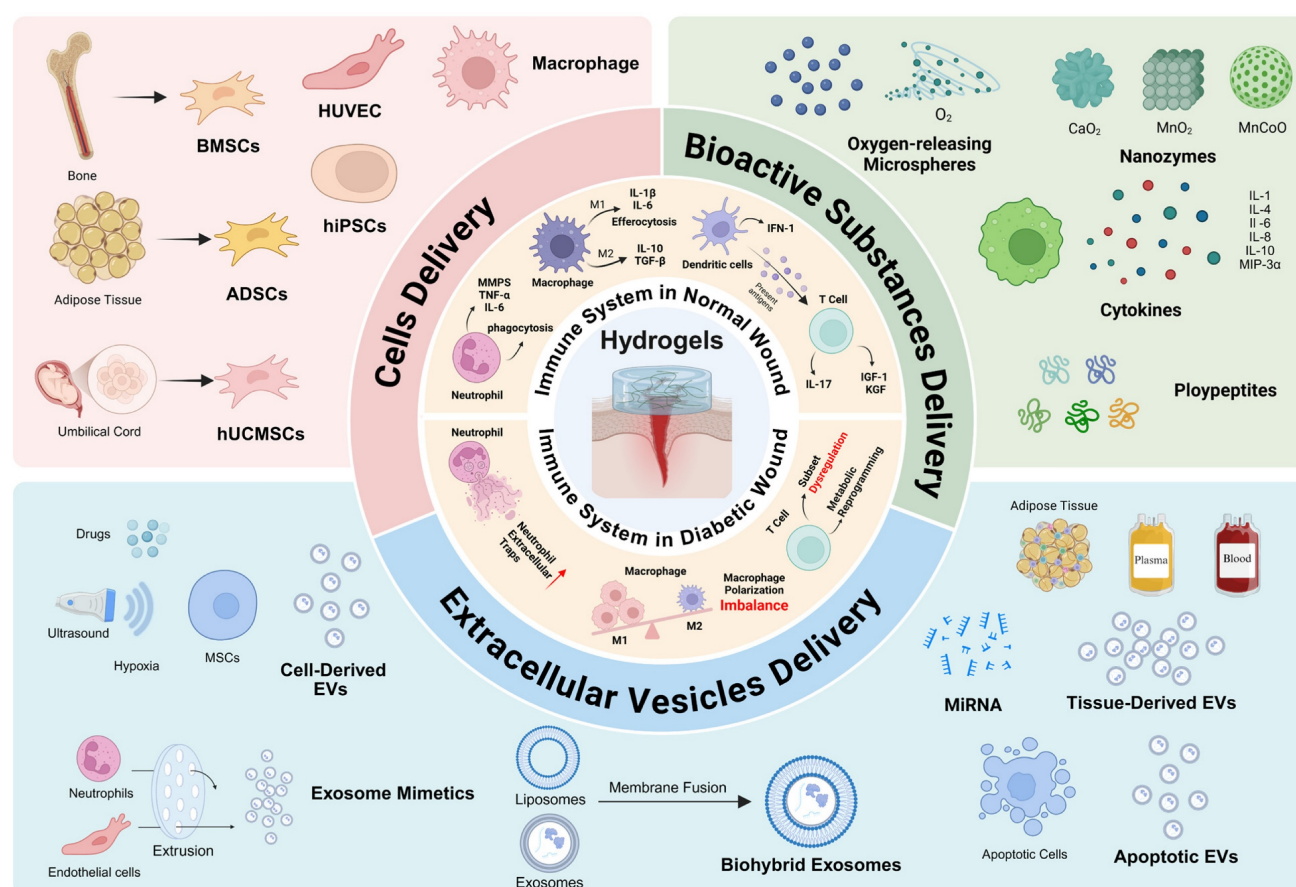 Bone
BMSCs
HUVEC
Macrophage
hiPSCs
Adipose Tissue
ADSCs
Umbilical Cord
hUCMSCs
Cells Delivery
O₂
Oxygen-releasing
Microspheres
CaO₂
MnO₂
MnCoO
Nanozymes
IL-1
IL-4
Il-6
IL-8
IL-10
MIP-3α
Cytokines
Ploypeptites
Bioactive Substances Delivery
Immune System in Normal Wound
MMPS
TNF-α
IL-6
phagocytosis
Neutrophil
M1
IL-1β
IL-6
Efferocytosis
M2
IL-10
TGF-β
Macrophage
IFN-1
Dendritic cells
Present
antigens
T Cell
IL-17
IGF-1
KGF
Hydrogels
Immune System in Diabetic Wound
Neutrophil
Neutrophil
Extracellular
Traps
Macrophage
M1
M2
Macrophage
Polarization
Imbalance
T Cell
Subset
Dysregulation
Metabolic
Reprogramming
Extracellular Vesicles Delivery
Drugs
Ultrasound
Hypoxia
MSCs
Cell-Derived
EVs
Neutrophils
Endothelial cells
Extrusion
Exosome Mimetics
Liposomes
Exosomes
Membrane Fusion
Biohybrid Exosomes
Adipose Tissue
Plasma
Blood
MiRNA
Tissue-Derived EVs
Apoptotic Cells
Apoptotic EVs